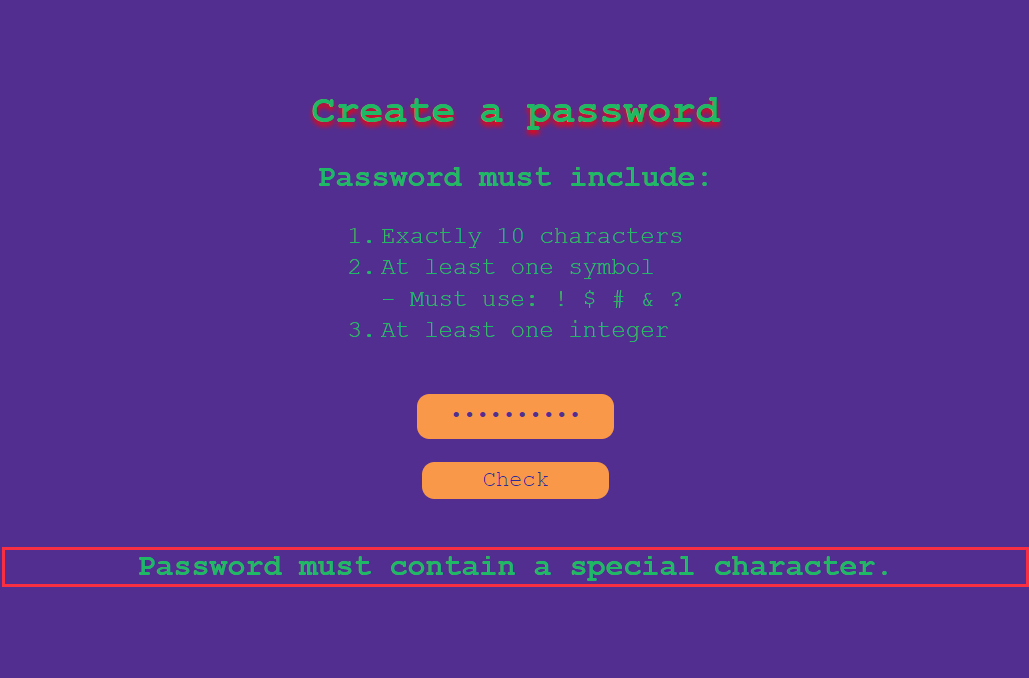 Create a password
Password must include:
1. Exactly 10 characters
2. At least one symbol
- Must use: ! $ # & ?
3. At least one integer
••••••••••
Check
Password must contain a special character.